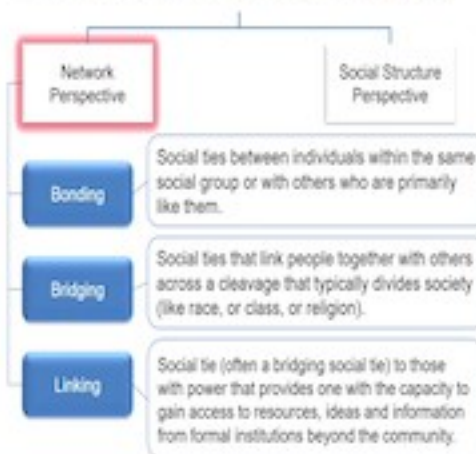 Network
Perspective
Social Structure
Perspective
Bonding
Social ties between individuals within the same
social group or with others who are primarily
like them.
Bridging
Social ties that link people together with others
across a cleavage that typically divides society
(like race, or class, or religion).
Linking
Social tie (often a bridging social tie) to those
with power that provides one with the capacity to
gain access to resources, ideas and information
from formal institutions beyond the community.